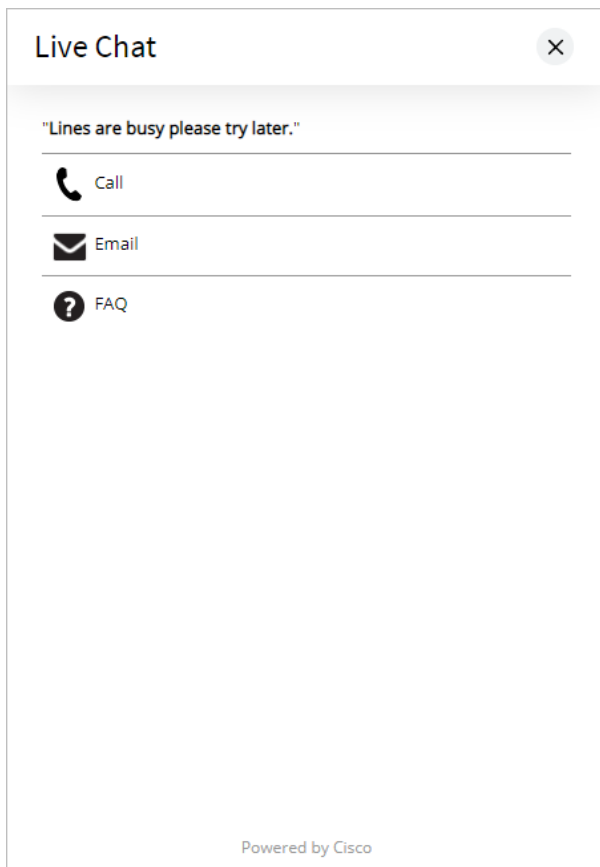 Live Chat
"Lines are busy please try later."
Call
Email
? FAQ
Powered by Cisco